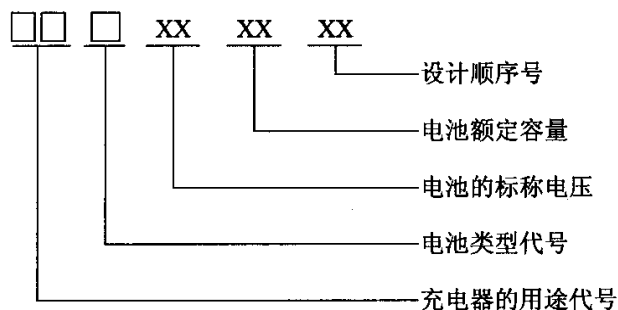 □□ □ XX XX XX
设计顺序号
电池额定容量
电池的标称电压
电池类型代号
充电器的用途代号